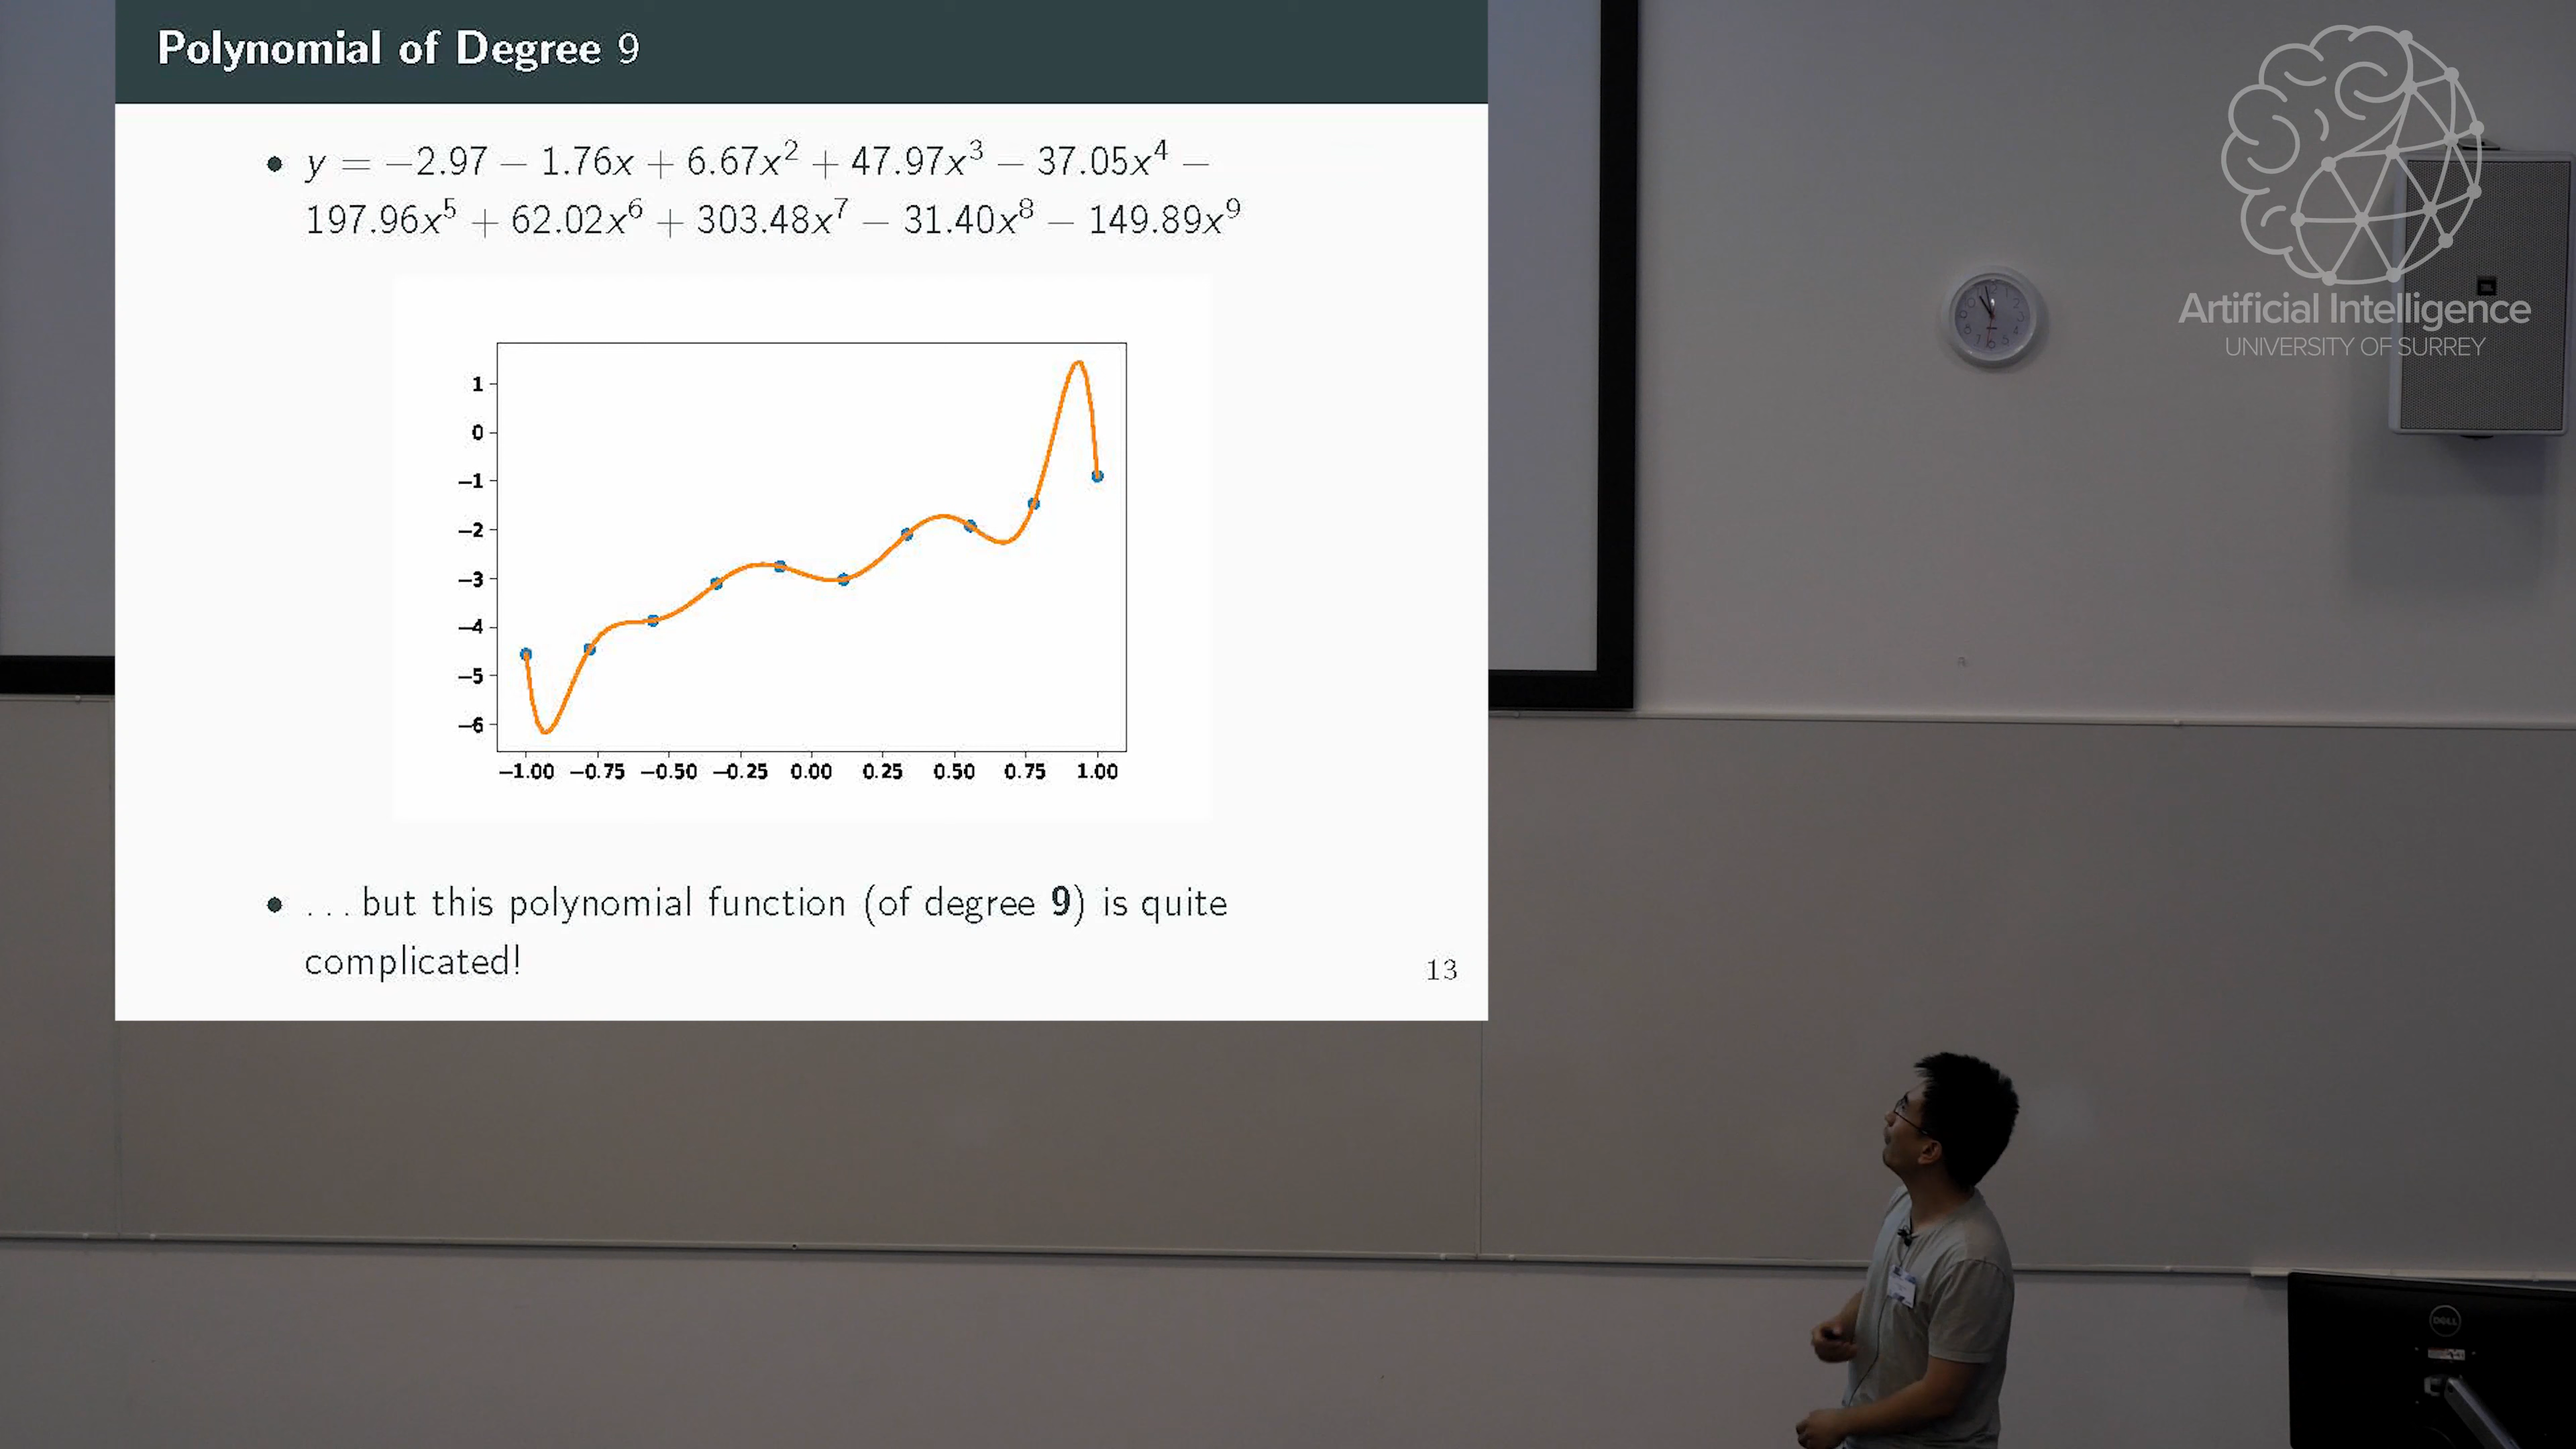 Polynomial of Degree 9
• y = −2.97 − 1.76x + 6.67x² + 47.97x³ − 37.05x⁴ −
197.96x⁵ + 62.02x⁶ + 303.48x⁷ − 31.40x⁸ − 149.89x⁹
1
0
−1
−2
−3
−4
−5
−6
−1.00 −0.75 −0.50 −0.25 0.00 0.25 0.50 0.75 1.00
• ...but this polynomial function (of degree 9) is quite
complicated!
13
Artificial Intelligence
UNIVERSITY OF SURREY
DELL